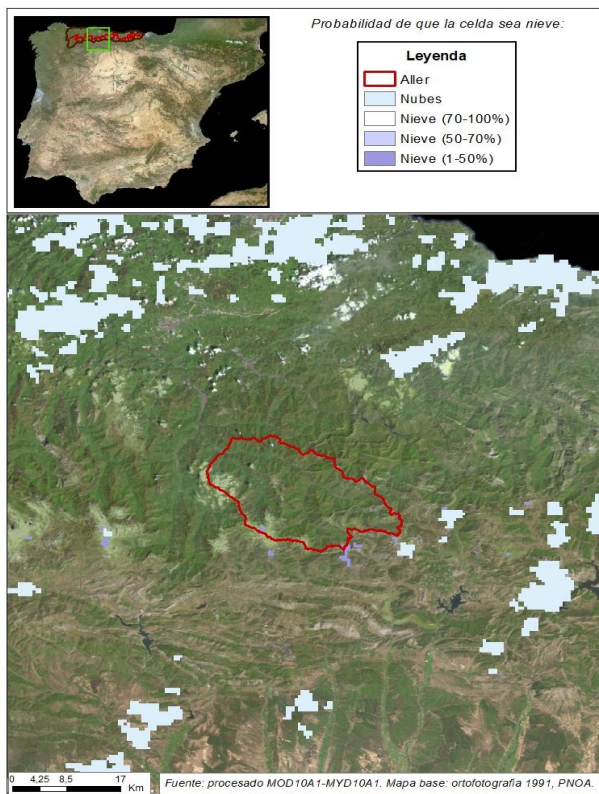 Probabilidad de que la celda sea nieve:
Leyenda
Aller
Nubes
Nieve (70-100%)
Nieve (50-70%)
Nieve (1-50%)
0 4,25 8,5 17
Km
Fuente: procesado MOD10A1-MYD10A1. Mapa base: ortofotografía 1991, PNOA.